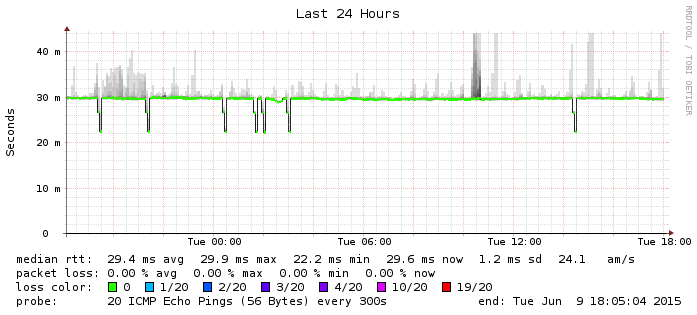 Last 24 Hours
RRDTOOL / TOBI OETIKER
Seconds
40 m
30 m
20 m
10 m
0
Tue 00:00 Tue 06:00 Tue 12:00 Tue 18:00
median rtt: 29.4 ms avg 29.9 ms max 22.2 ms min 29.6 ms now 1.2 ms sd 24.1 am/s
packet loss: 0.00 % avg 0.00 % max 0.00 % min 0.00 % now
loss color: 0 1/20 2/20 3/20 4/20 10/20 19/20
probe: 20 ICMP Echo Pings (56 Bytes) every 300s end: Tue Jun 9 18:05:04 2015